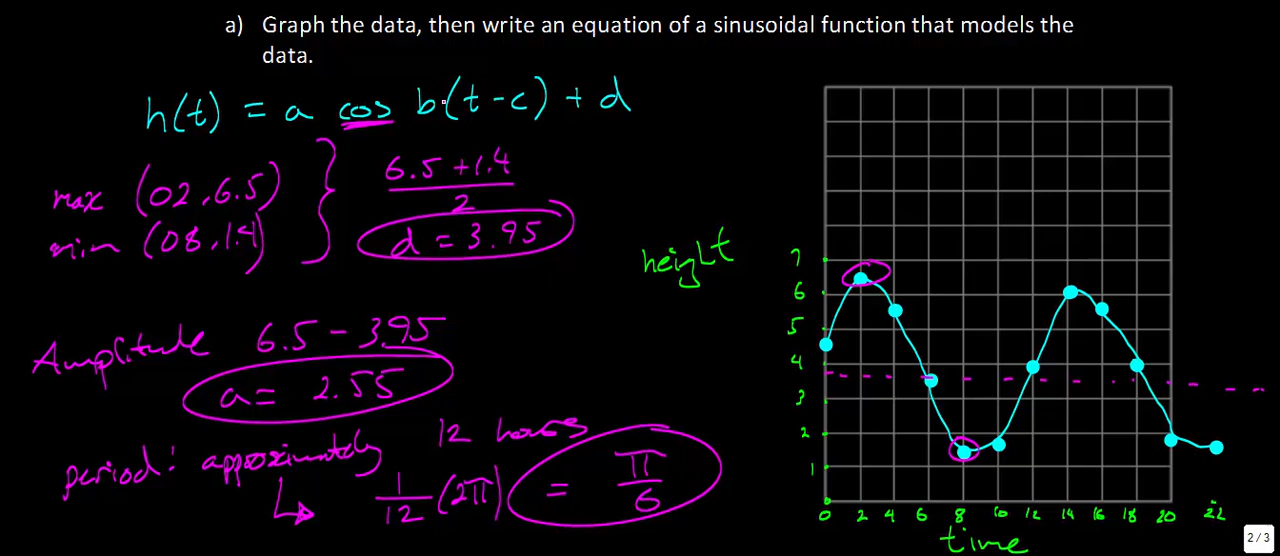 a) Graph the data, then write an equation of a sinusoidal function that models the
data.
h(t) = a cos b(t - c) + d
max (02, 6.5)
min (08, 1.4)
6.5 + 1.4
2
d = 3.95
Amplitude 6.5 - 3.95
a = 2.55
period: approximately 12 hours
1/12 (2π) = π/6
height
7
6
5
4
3
2
1
0
0 2 4 6 8 10 12 14 16 18 20 22
time
2/3